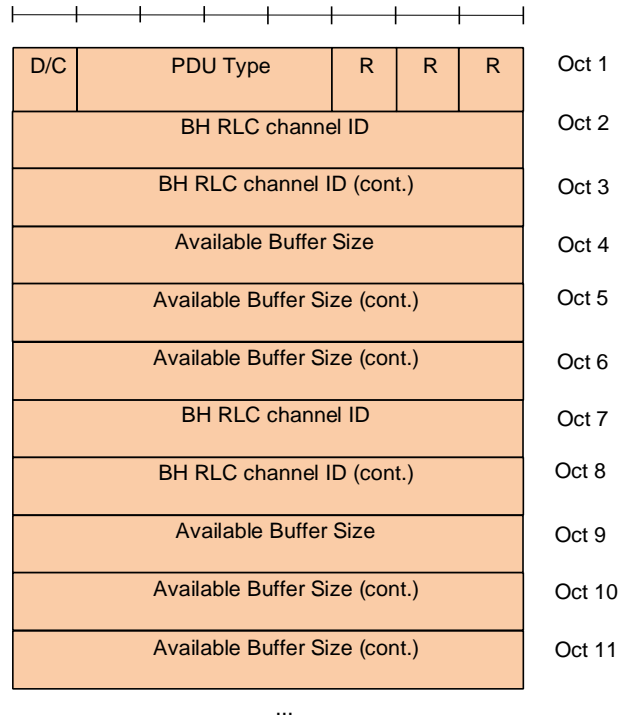 D/C PDU Type R R R Oct 1
BH RLC channel ID Oct 2
BH RLC channel ID (cont.) Oct 3
Available Buffer Size Oct 4
Available Buffer Size (cont.) Oct 5
Available Buffer Size (cont.) Oct 6
BH RLC channel ID Oct 7
BH RLC channel ID (cont.) Oct 8
Available Buffer Size Oct 9
Available Buffer Size (cont.) Oct 10
Available Buffer Size (cont.) Oct 11
...